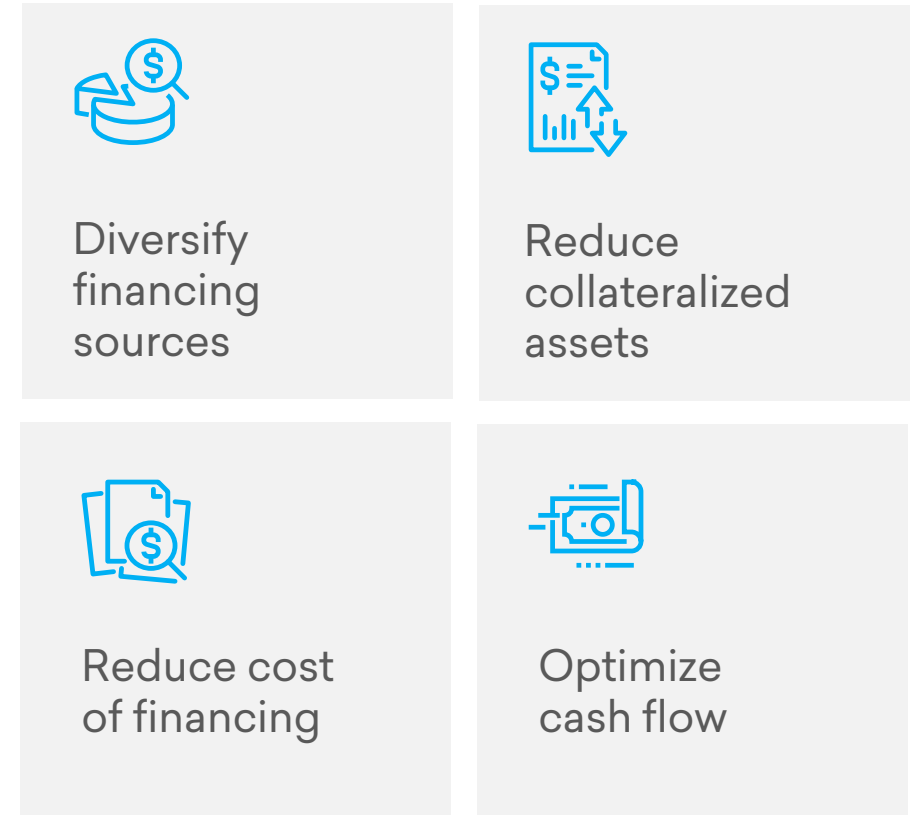 $
Diversify
financing
sources
$
Reduce
collateralized
assets
$
Reduce cost
of financing
Optimize
cash flow